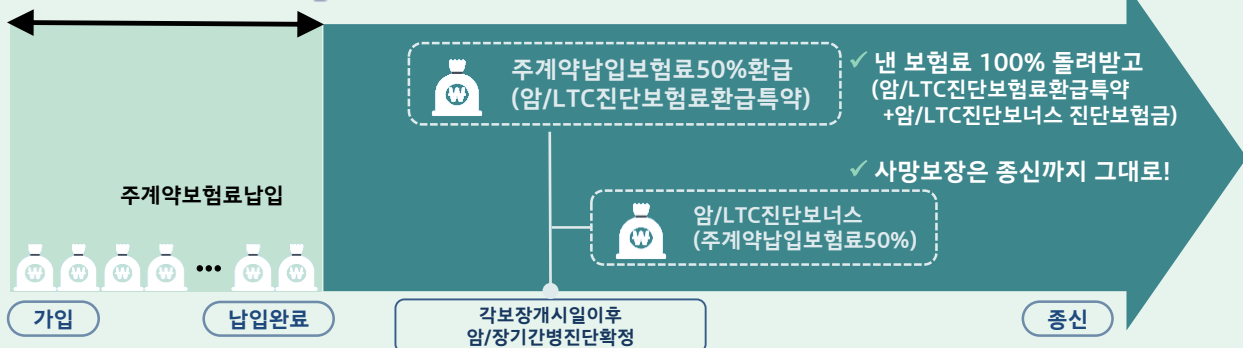 주계약납입보험료50%환급
(암/LTC진단보험료환급특약)
✓ 낸 보험료 100% 돌려받고
(암/LTC진단보험료환급특약
+암/LTC진단보너스 진단보험금)
✓ 사망보장은 종신까지 그대로!
주계약보험료납입
암/LTC진단보너스
(주계약납입보험료50%)
W W W W ••• W W
가입
납입완료
각보장개시일이후
암/장기간병진단확정
종신